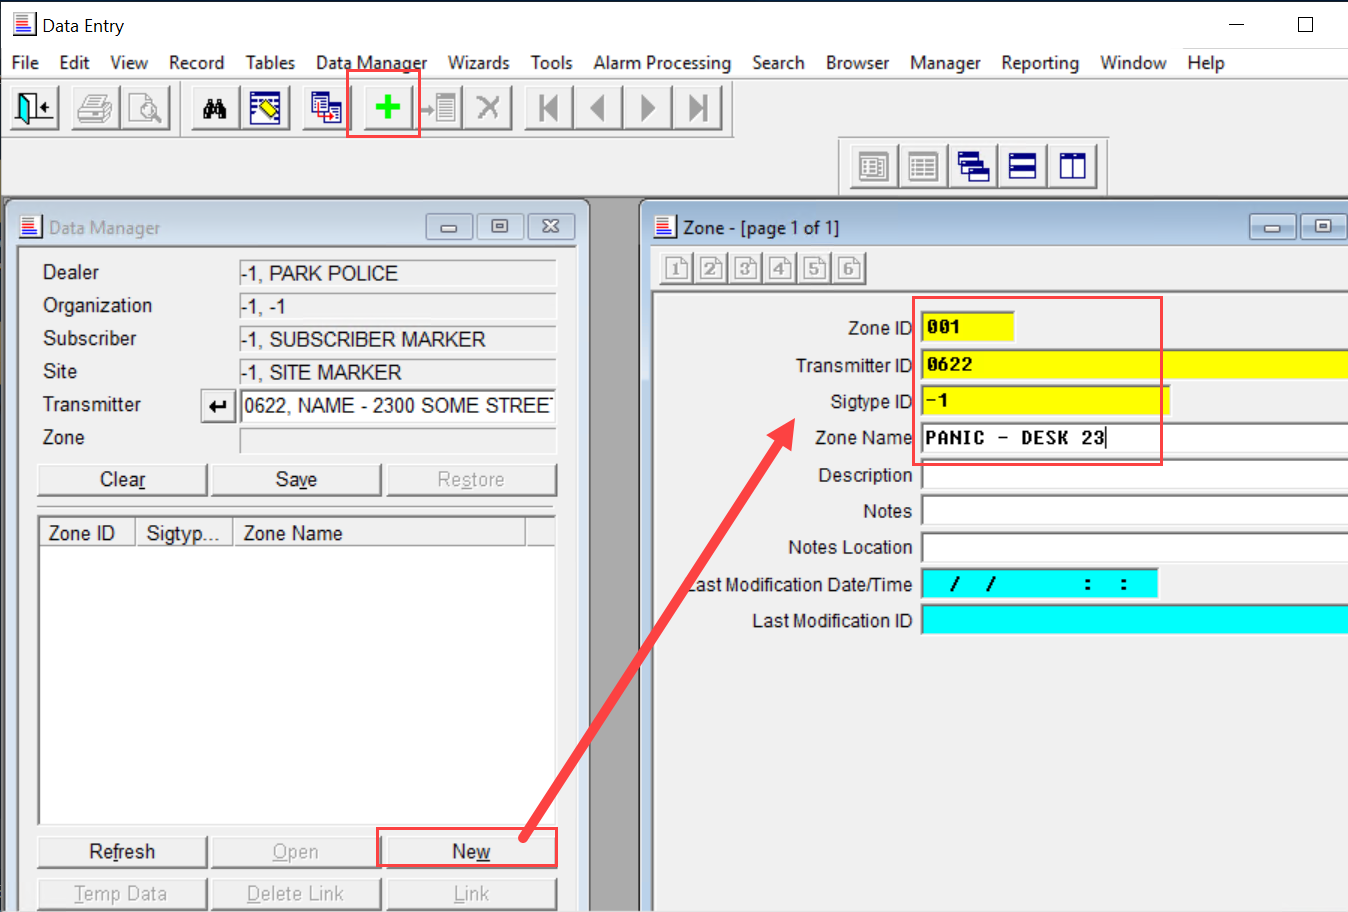 Data Entry
File Edit View Record Tables Data Manager Wizards Tools Alarm Processing Search Browser Manager Reporting Window Help
Data Manager
Dealer -1, PARK POLICE
Organization -1, -1
Subscriber -1, SUBSCRIBER MARKER
Site -1, SITE MARKER
Transmitter 0622, NAME - 2300 SOME STREET
Zone
Clear Save Restore
Zone ID Sigtyp... Zone Name
Refresh Open New
Temp Data Delete Link Link
Zone - [page 1 of 1]
1 2 3 4 5 6
Zone ID 001
Transmitter ID 0622
Sigtype ID -1
Zone Name PANIC - DESK 23
Description
Notes
Notes Location
Last Modification Date/Time / / : :
Last Modification ID